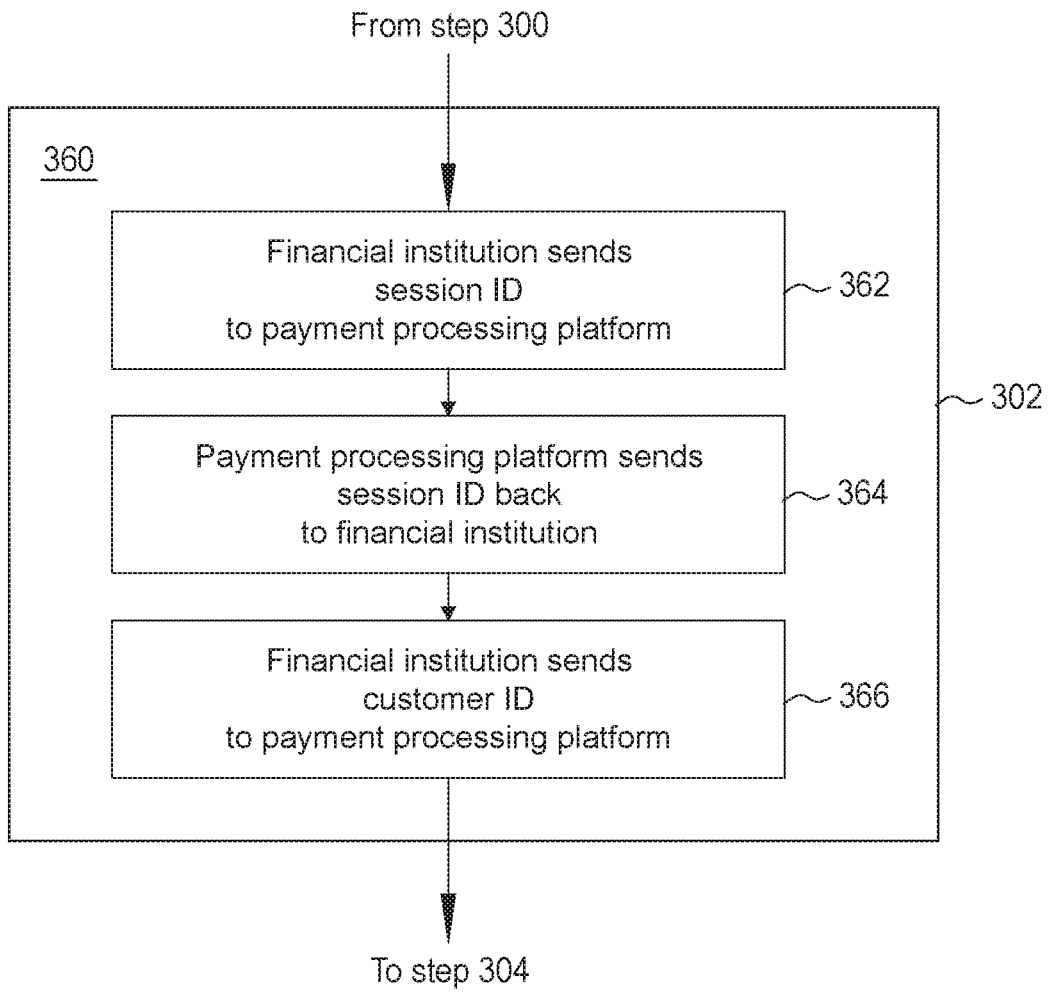 From step 300
360
Financial institution sends
session ID
to payment processing platform
362
302
Payment processing platform sends
session ID back
to financial institution
364
Financial institution sends
customer ID
to payment processing platform
366
To step 304